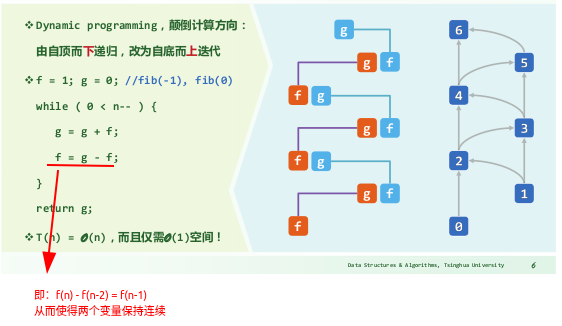 ❖ Dynamic programming，颠倒计算方向：
由自顶而下递归，改为自底而上迭代
❖ f = 1; g = 0; //fib(-1), fib(0)
while ( 0 < n-- ) {
g = g + f;
f = g - f;
}
return g;
❖ T(n) = O(n)，而且仅需O(1)空间！
g
g f
f g
g f
f g
g f
f
6
5
4
3
2
1
0
Data Structures & Algorithms, Tsinghua University 6
即：f(n) - f(n-2) = f(n-1)
从而使得两个变量保持连续